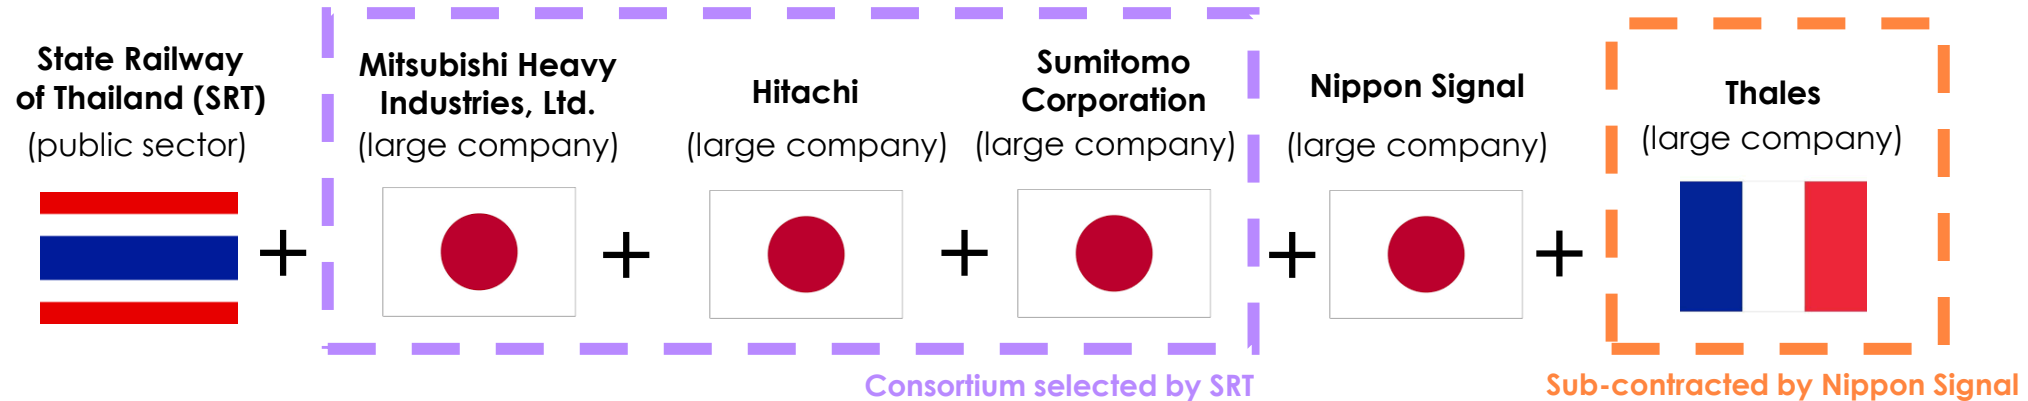 State Railway
of Thailand (SRT)
(public sector)
+
Mitsubishi Heavy
Industries, Ltd.
(large company)
+
Hitachi
(large company)
+
Sumitomo
Corporation
(large company)
+
Nippon Signal
(large company)
+
Thales
(large company)
Consortium selected by SRT
Sub-contracted by Nippon Signal